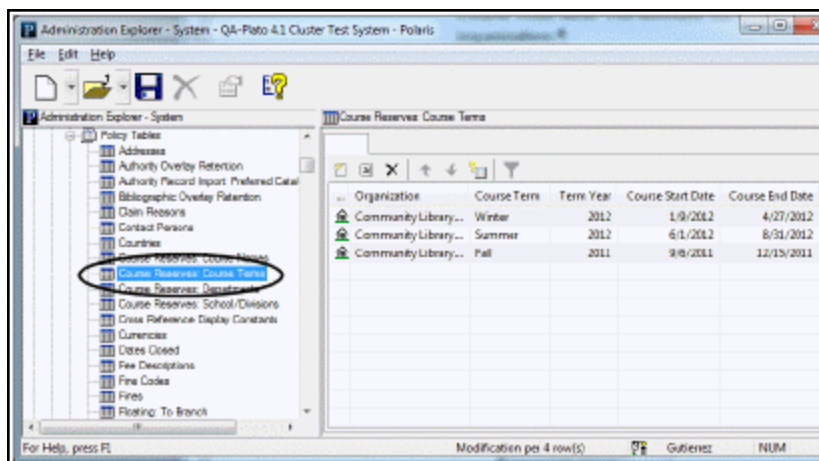 Administration Explorer - System - QA-Plato 4.1 Cluster Test System - Polaris
File Edit Help
Administration Explorer - System
Course Reserves: Course Terms
Policy Tables
Addresses
Authority Overlay Retention
Authority Record Import: Preferred Catal
Bibliographic Overlay Retention
Claim Reasons
Contact Persons
Countries
Course Reserves: Course Names
Course Reserves: Course Terms
Course Reserves: Departments
Course Reserves: School/Divisions
Cross Reference Display Constants
Currencies
Dates Closed
Fee Descriptions
Fine Codes
Fines
Floating: To Branch
... Organization Course Term Term Year Course Start Date Course End Date
Community Library... Winter 2012 1/9/2012 4/27/2012
Community Library... Summer 2012 6/1/2012 8/31/2012
Community Library... Fall 2011 9/6/2011 12/15/2011
For Help, press F1 Modification per 4 row(s) Gutierrez NUM